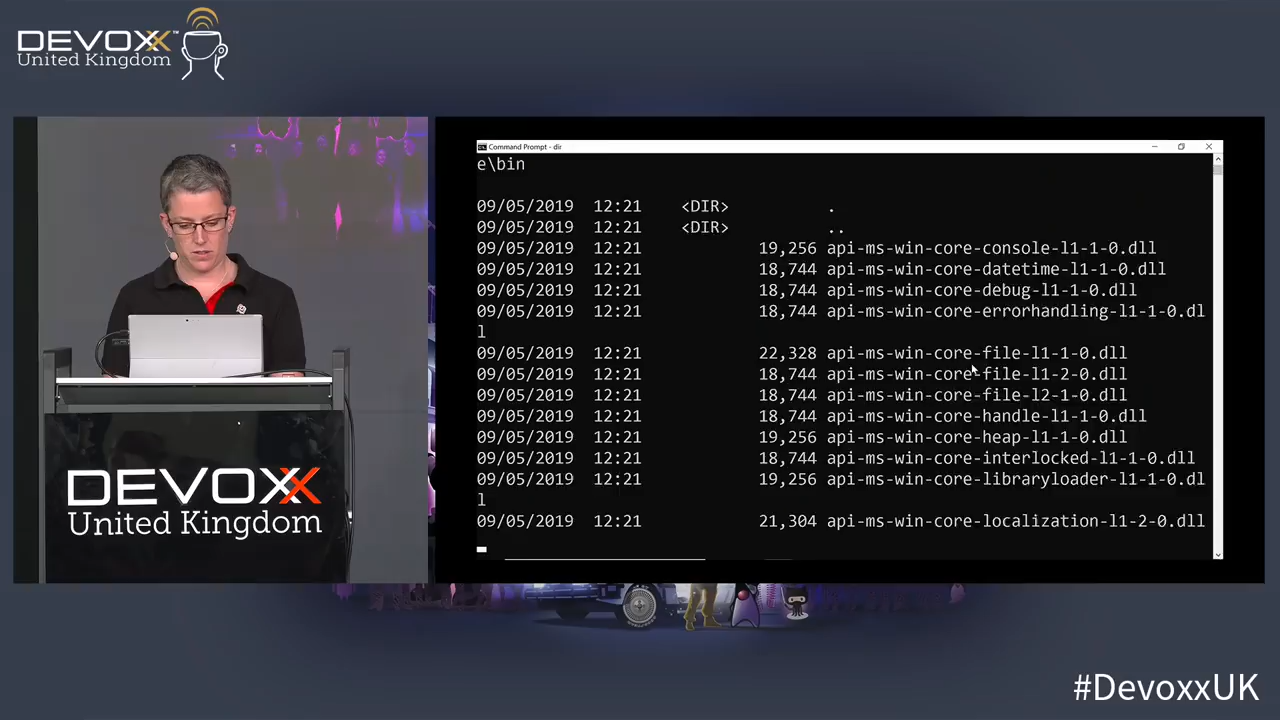 DEVOXX™
United Kingdom
Command Prompt - dir
e\bin
09/05/2019 12:21 <DIR> .
09/05/2019 12:21 <DIR> ..
09/05/2019 12:21 19,256 api-ms-win-core-console-l1-1-0.dll
09/05/2019 12:21 18,744 api-ms-win-core-datetime-l1-1-0.dll
09/05/2019 12:21 18,744 api-ms-win-core-debug-l1-1-0.dll
09/05/2019 12:21 18,744 api-ms-win-core-errorhandling-l1-1-0.dl
l
09/05/2019 12:21 22,328 api-ms-win-core-file-l1-1-0.dll
09/05/2019 12:21 18,744 api-ms-win-core-file-l1-2-0.dll
09/05/2019 12:21 18,744 api-ms-win-core-file-l2-1-0.dll
09/05/2019 12:21 18,744 api-ms-win-core-handle-l1-1-0.dll
09/05/2019 12:21 19,256 api-ms-win-core-heap-l1-1-0.dll
09/05/2019 12:21 18,744 api-ms-win-core-interlocked-l1-1-0.dll
09/05/2019 12:21 19,256 api-ms-win-core-libraryloader-l1-1-0.dl
l
09/05/2019 12:21 21,304 api-ms-win-core-localization-l1-2-0.dll
DEVOXX
United Kingdom
#DevoxxUK